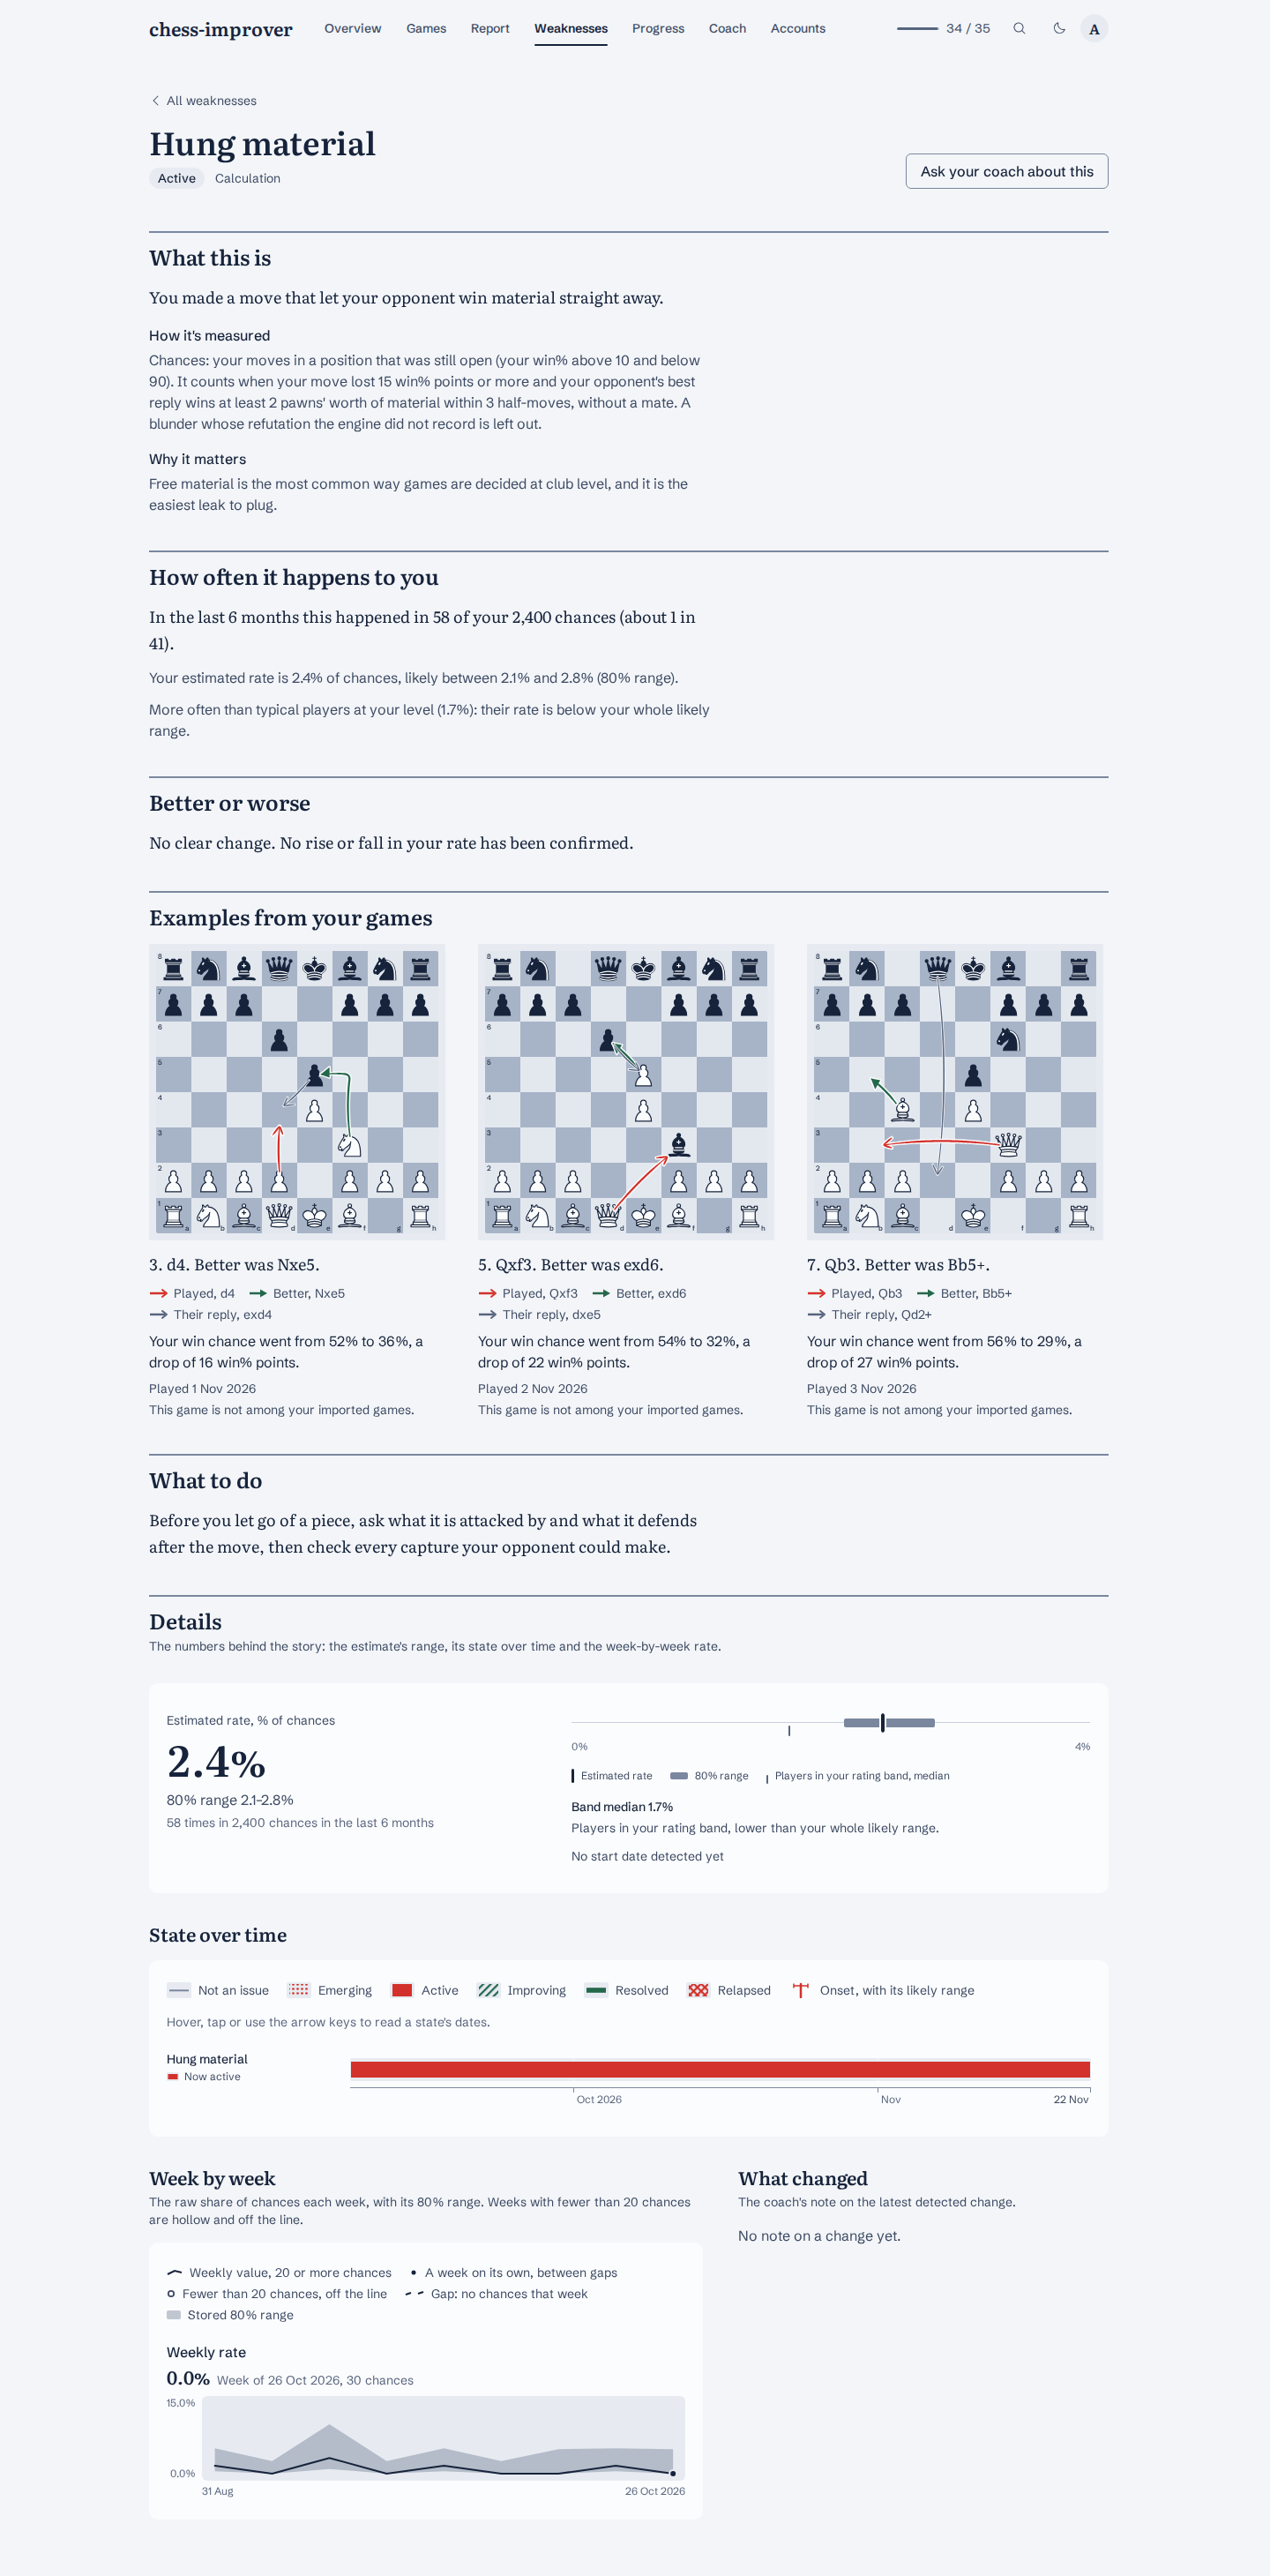 chess-improver Overview Games Report Weaknesses Progress Coach Accounts 34 / 35 A
All weaknesses
Hung material
Active Calculation
Ask your coach about this
What this is
You made a move that let your opponent win material straight away.
How it's measured
Chances: your moves in a position that was still open (your win% above 10 and below
90). It counts when your move lost 15 win% points or more and your opponent's best
reply wins at least 2 pawns' worth of material within 3 half-moves, without a mate. A
blunder whose refutation the engine did not record is left out.
Why it matters
Free material is the most common way games are decided at club level, and it is the
easiest leak to plug.
How often it happens to you
In the last 6 months this happened in 58 of your 2,400 chances (about 1 in
41).
Your estimated rate is 2.4% of chances, likely between 2.1% and 2.8% (80% range).
More often than typical players at your level (1.7%): their rate is below your whole likely
range.
Better or worse
No clear change. No rise or fall in your rate has been confirmed.
Examples from your games
8
7
6
5
4
3
2
1
a b c d e f g h
3. d4. Better was Nxe5.
Played, d4 Better, Nxe5
Their reply, exd4
Your win chance went from 52% to 36%, a
drop of 16 win% points.
Played 1 Nov 2026
This game is not among your imported games.
8
7
6
5
4
3
2
1
a b c d e f g h
5. Qxf3. Better was exd6.
Played, Qxf3 Better, exd6
Their reply, dxe5
Your win chance went from 54% to 32%, a
drop of 22 win% points.
Played 2 Nov 2026
This game is not among your imported games.
8
7
6
5
4
3
2
1
a b c d e f g h
7. Qb3. Better was Bb5+.
Played, Qb3 Better, Bb5+
Their reply, Qd2+
Your win chance went from 56% to 29%, a
drop of 27 win% points.
Played 3 Nov 2026
This game is not among your imported games.
What to do
Before you let go of a piece, ask what it is attacked by and what it defends
after the move, then check every capture your opponent could make.
Details
The numbers behind the story: the estimate's range, its state over time and the week-by-week rate.
Estimated rate, % of chances
2.4%
80% range 2.1–2.8%
58 times in 2,400 chances in the last 6 months
0% 4%
Estimated rate 80% range Players in your rating band, median
Band median 1.7%
Players in your rating band, lower than your whole likely range.
No start date detected yet
State over time
Not an issue Emerging Active Improving Resolved Relapsed Onset, with its likely range
Hover, tap or use the arrow keys to read a state's dates.
Hung material
Now active
Oct 2026 Nov 22 Nov
Week by week
The raw share of chances each week, with its 80% range. Weeks with fewer than 20 chances
are hollow and off the line.
Weekly value, 20 or more chances A week on its own, between gaps
Fewer than 20 chances, off the line Gap: no chances that week
Stored 80% range
Weekly rate
0.0% Week of 26 Oct 2026, 30 chances
15.0%
0.0%
31 Aug 26 Oct 2026
What changed
The coach's note on the latest detected change.
No note on a change yet.